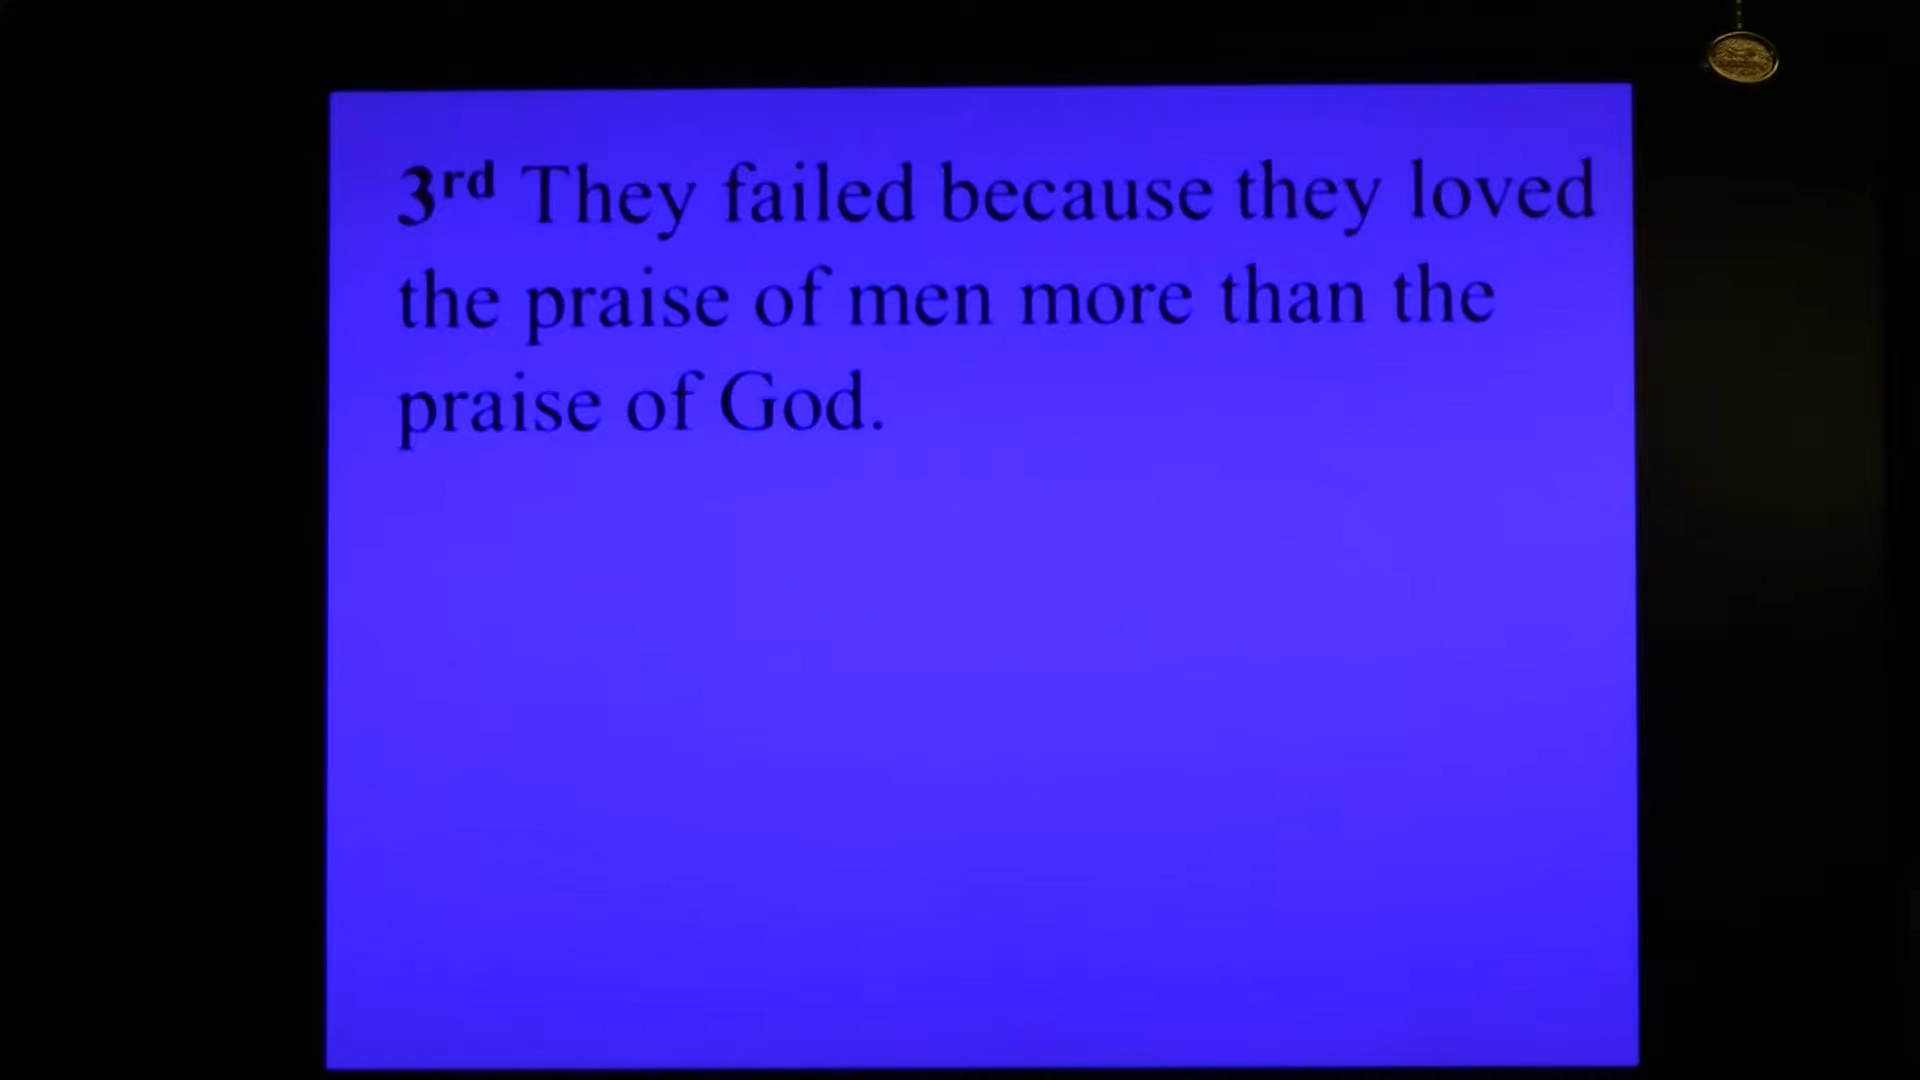 3rd They failed because they loved
the praise of men more than the
praise of God.